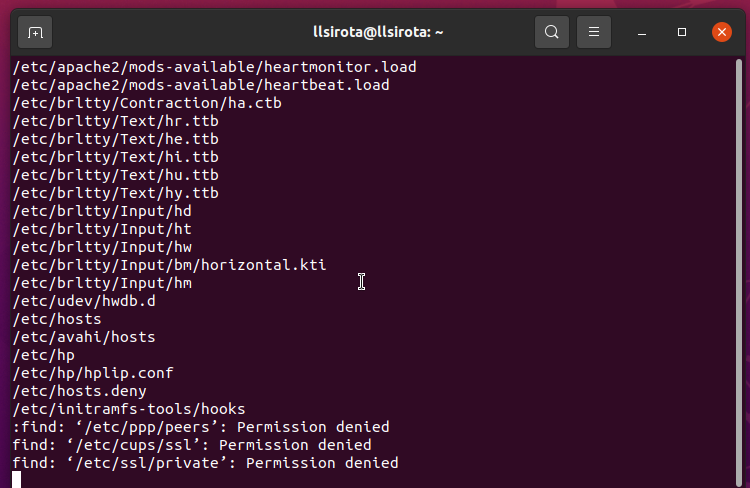 llsirota@llsirota: ~
/etc/apache2/mods-available/heartmonitor.load
/etc/apache2/mods-available/heartbeat.load
/etc/brltty/Contraction/ha.ctb
/etc/brltty/Text/hr.ttb
/etc/brltty/Text/he.ttb
/etc/brltty/Text/hi.ttb
/etc/brltty/Text/hu.ttb
/etc/brltty/Text/hy.ttb
/etc/brltty/Input/hd
/etc/brltty/Input/ht
/etc/brltty/Input/hw
/etc/brltty/Input/bm/horizontal.kti
/etc/brltty/Input/hm
/etc/udev/hwdb.d
/etc/hosts
/etc/avahi/hosts
/etc/hp
/etc/hp/hplip.conf
/etc/hosts.deny
/etc/initramfs-tools/hooks
:find: ‘/etc/ppp/peers’: Permission denied
find: ‘/etc/cups/ssl’: Permission denied
find: ‘/etc/ssl/private’: Permission denied